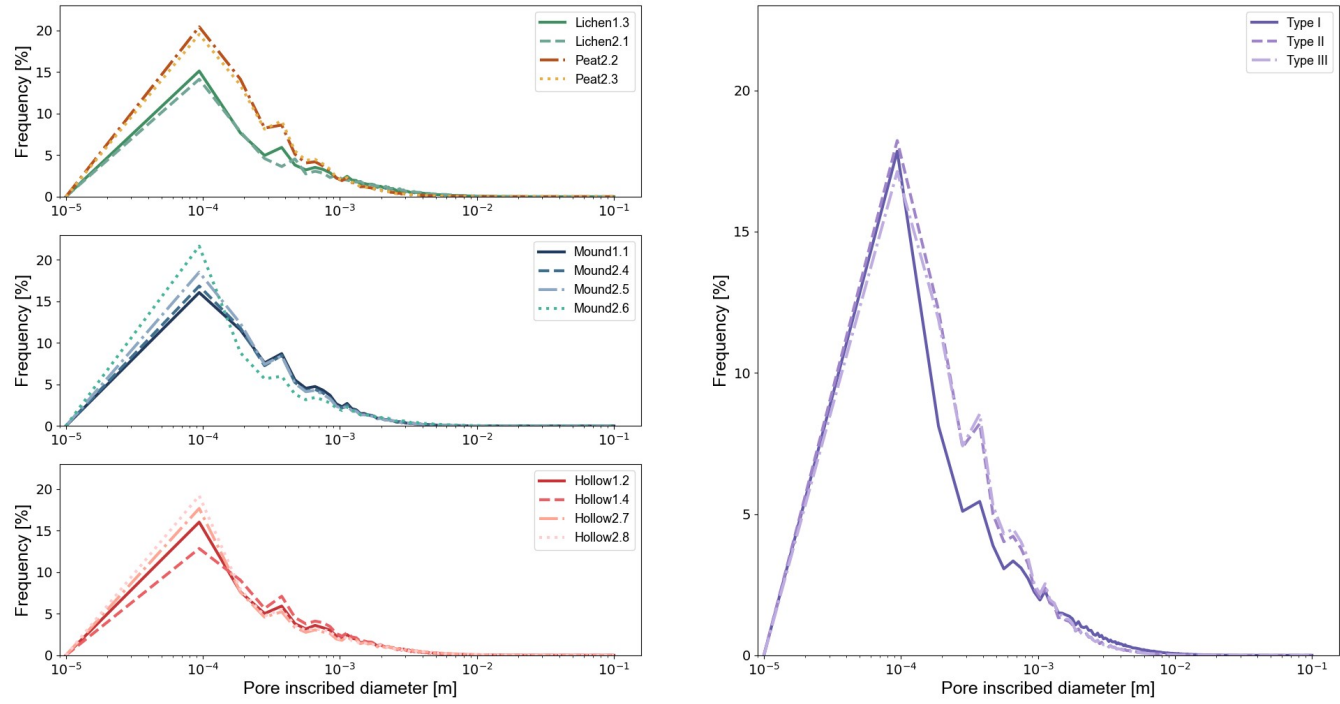 Frequency [%]
20
15
10
5
0
10⁻⁵
10⁻⁴
10⁻³
10⁻²
10⁻¹
Lichen1.3
Lichen2.1
Peat2.2
Peat2.3
Frequency [%]
20
15
10
5
0
10⁻⁵
10⁻⁴
10⁻³
10⁻²
10⁻¹
Mound1.1
Mound2.4
Mound2.5
Mound2.6
Frequency [%]
20
15
10
5
0
10⁻⁵
10⁻⁴
10⁻³
10⁻²
10⁻¹
Hollow1.2
Hollow1.4
Hollow2.7
Hollow2.8
Pore inscribed diameter [m]
Frequency [%]
20
15
10
5
0
10⁻⁵
10⁻⁴
10⁻³
10⁻²
10⁻¹
Type I
Type II
Type III
Pore inscribed diameter [m]